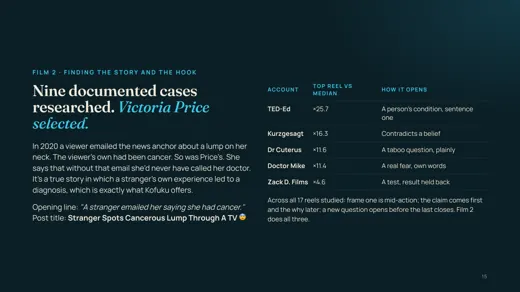 FILM 2 · FINDING THE STORY AND THE HOOK
Nine documented cases
researched. Victoria Price
selected.
In 2020 a viewer emailed the news anchor about a lump on her
neck. The viewer's own had been cancer. So was Price's. She
says that without that email she'd never have called her doctor.
It's a true story in which a stranger's own experience led to a
diagnosis, which is exactly what Kofuku offers.
Opening line: "A stranger emailed her saying she had cancer."
Post title: Stranger Spots Cancerous Lump Through A TV 😨
ACCOUNT TOP REEL VS MEDIAN HOW IT OPENS
TED-Ed ×25.7 A person's condition, sentence one
Kurzgesagt ×16.3 Contradicts a belief
Dr Cuterus ×11.6 A taboo question, plainly
Doctor Mike ×11.4 A real fear, own words
Zack D. Films ×4.6 A test, result held back
Across all 17 reels studied: frame one is mid-action; the claim comes first
and the why later; a new question opens before the last closes. Film 2
does all three.
15